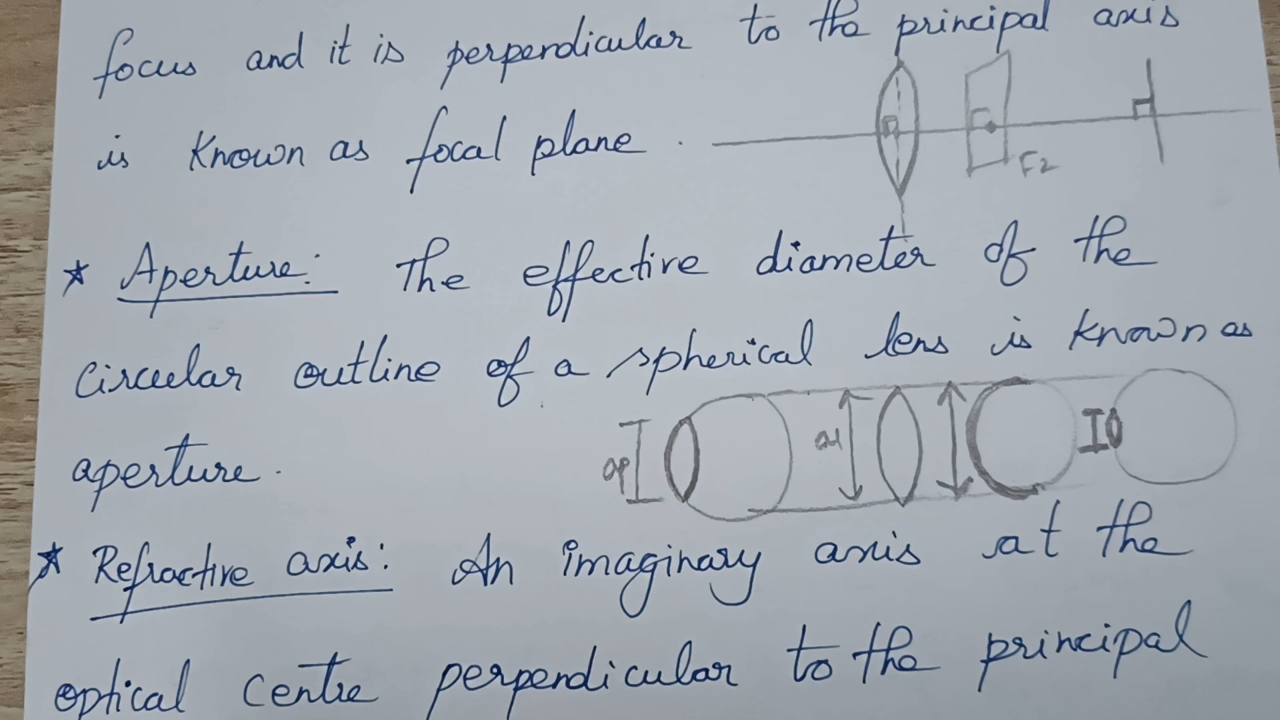 focus and it is perpendicular to the principal axis
is known as focal plane .
F2
* Aperture: The effective diameter of the
circular outline of a spherical lens is known as
aperture.
* Refractive axis: An imaginary axis at the
optical centre perpendicular to the principal